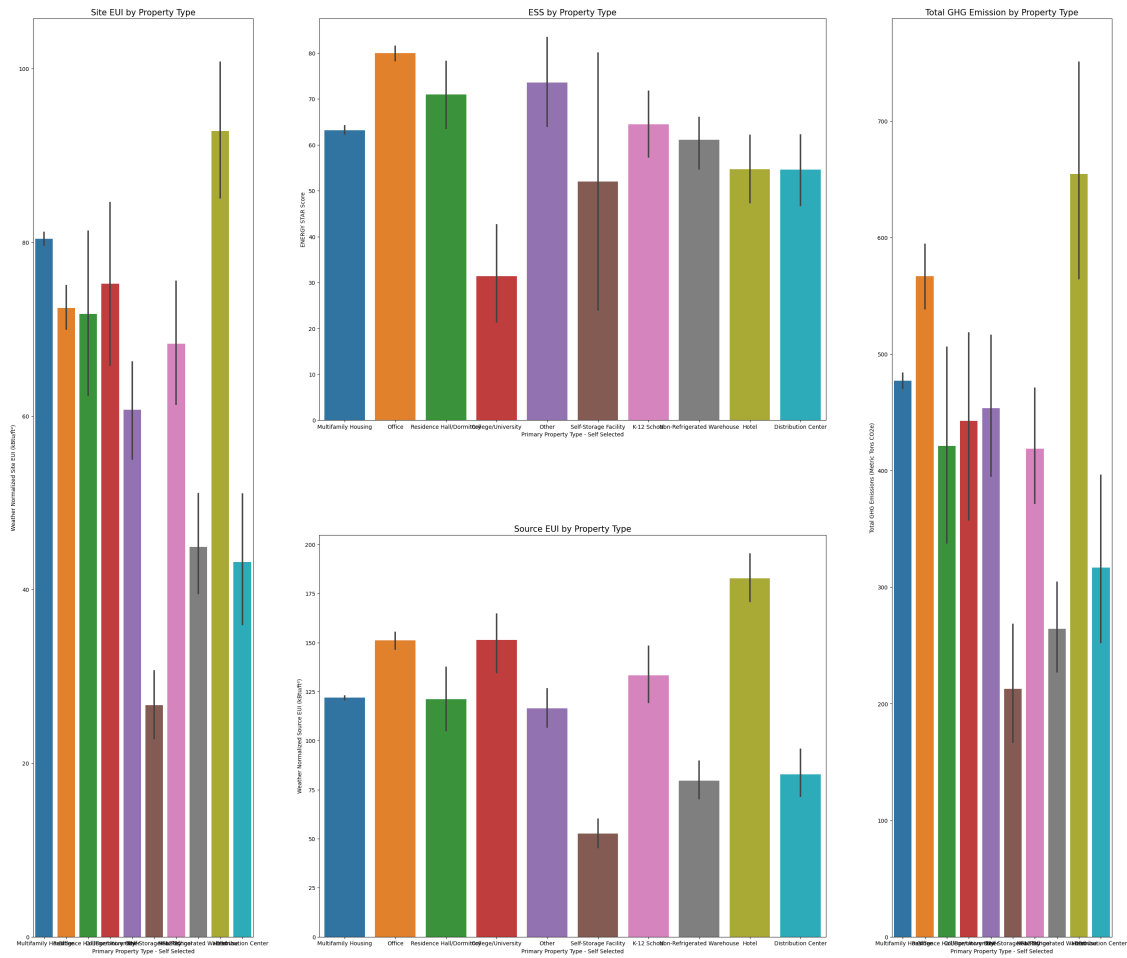 Site EUI by Property Type
Weather Normalized Site EUI (kBtu/ft²)
100
80
60
40
20
0
Multifamily
Distribution Center
Primary Property Type - Self Selected
ESS by Property Type
ENERGY STAR Score
80
70
60
50
40
30
20
10
0
Multifamily Housing
Office
Residence Hall/Dormitory
College/University
Other
Self-Storage Facility
K-12 School
Non-Refrigerated Warehouse
Hotel
Distribution Center
Primary Property Type - Self Selected
Source EUI by Property Type
Weather Normalized Source EUI (kBtu/ft²)
200
175
150
125
100
75
50
25
0
Multifamily Housing
Office
Residence Hall/Dormitory
College/University
Other
Self-Storage Facility
K-12 School
Non-Refrigerated Warehouse
Hotel
Distribution Center
Primary Property Type - Self Selected
Total GHG Emission by Property Type
Total GHG Emissions (Metric Tons CO2e)
700
600
500
400
300
200
100
0
Multifamily
Distribution Center
Primary Property Type - Self Selected